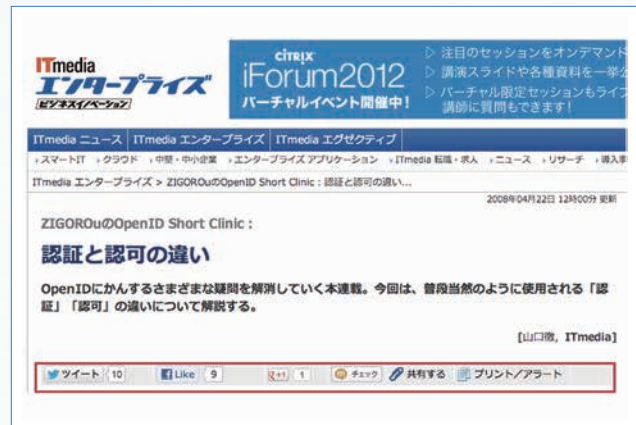 ITmedia
エンタープライズ
ビジネスイノベーション
CITRIX
iForum2012
バーチャルイベント開催中！
▷ 注目のセッションをオンデマンド
▷ 講演スライドや各種資料を一挙公
▷ バーチャル限定セッションもライブ
講師に質問もできます！
ITmedia ニュース ITmedia エンタープライズ ITmedia エグゼクティブ
スマートIT クラウド 中堅・中小企業 エンタープライズ アプリケーション ITmedia 転職・求人 ニュース リサーチ 導入事
ITmedia エンタープライズ > ZIGOROuのOpenID Short Clinic：認証と認可の違い...
2008年04月22日 12時00分 更新
ZIGOROuのOpenID Short Clinic：
認証と認可の違い
OpenIDにかんするさまざまな疑問を解消していく本連載。今回は、普段当然のように使用される「認
証」「認可」の違いについて解説する。
[山口徹，ITmedia]
ツイート 10 Like 9 +1 1 チェック 共有する プリント／アラート